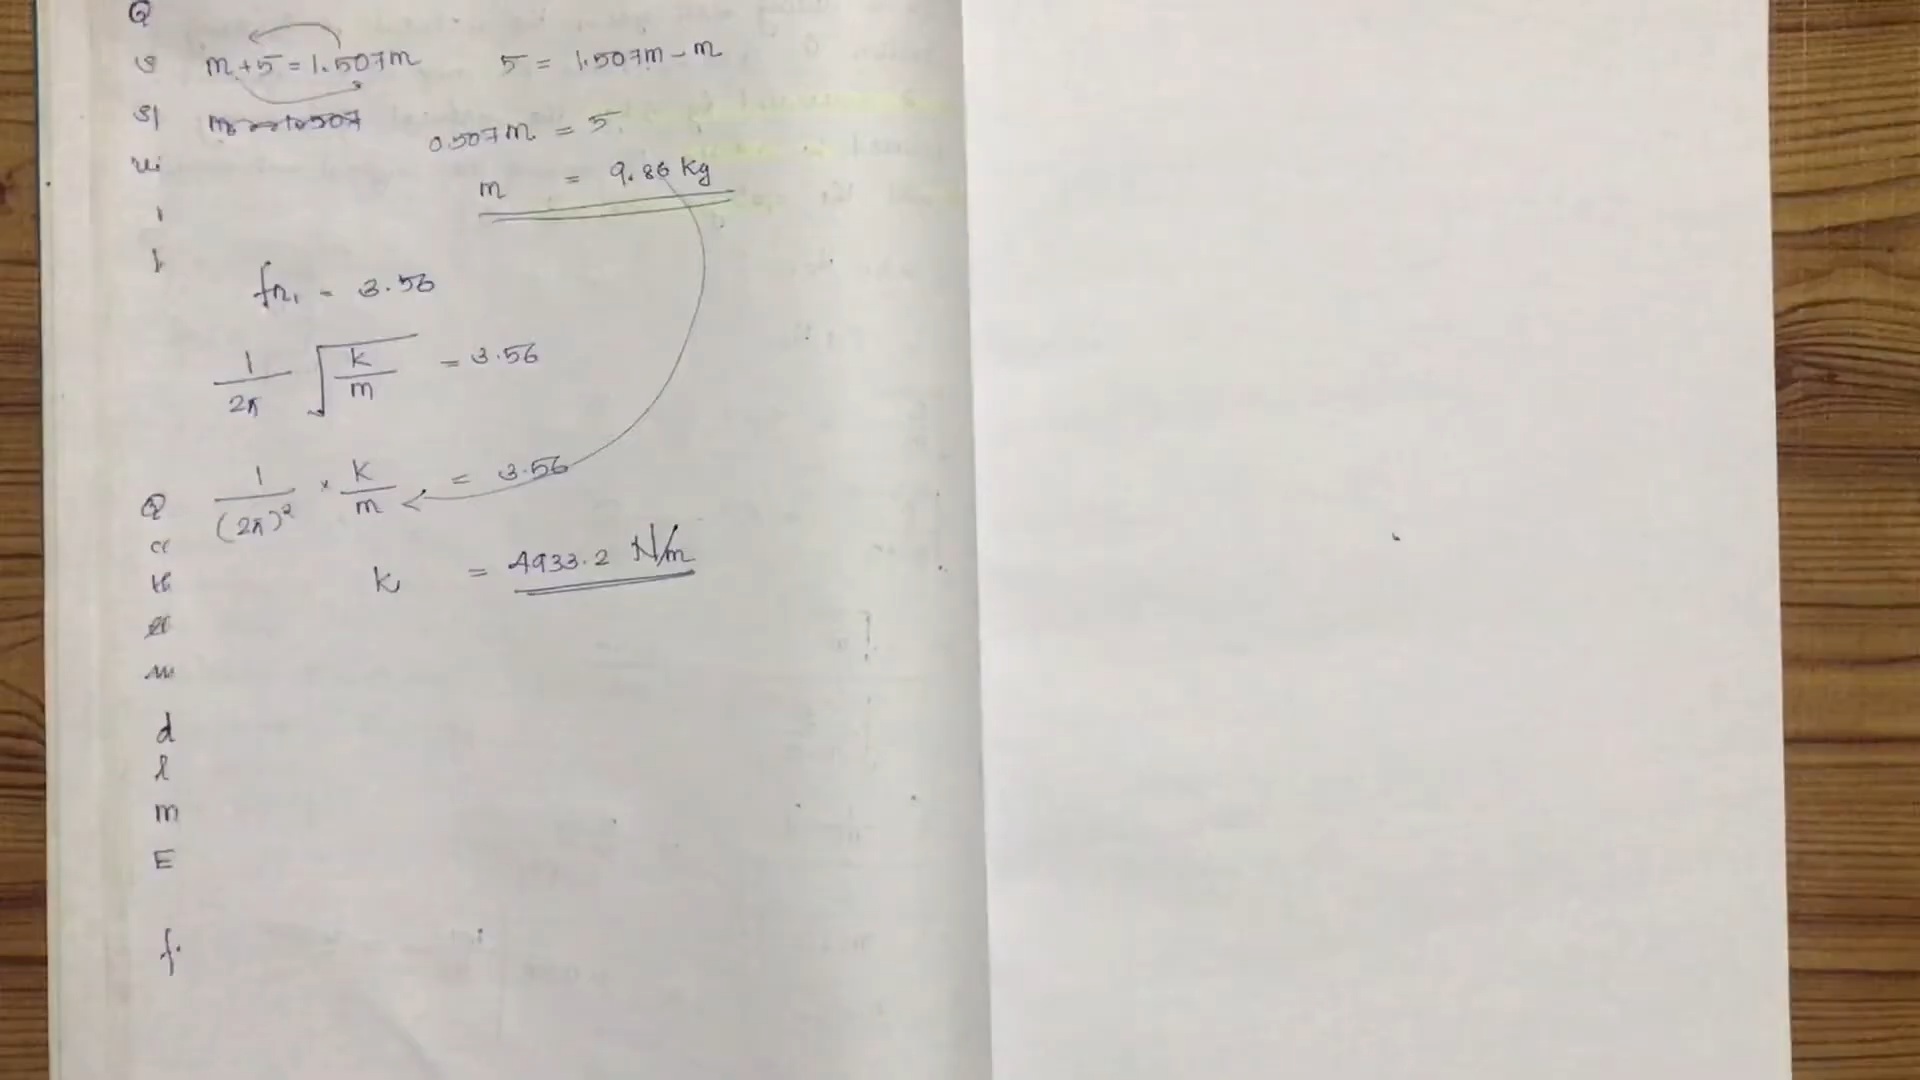 Q
m + 5 = 1.507m 5 = 1.507m - m
0.507m = 5
m = 9.86 Kg
fn₁ = 3.56
1/2π √(k/m) = 3.56
1/(2π)² × k/m = 3.56
Q
k = 4933.2 N/m
d
l
m
E
f.